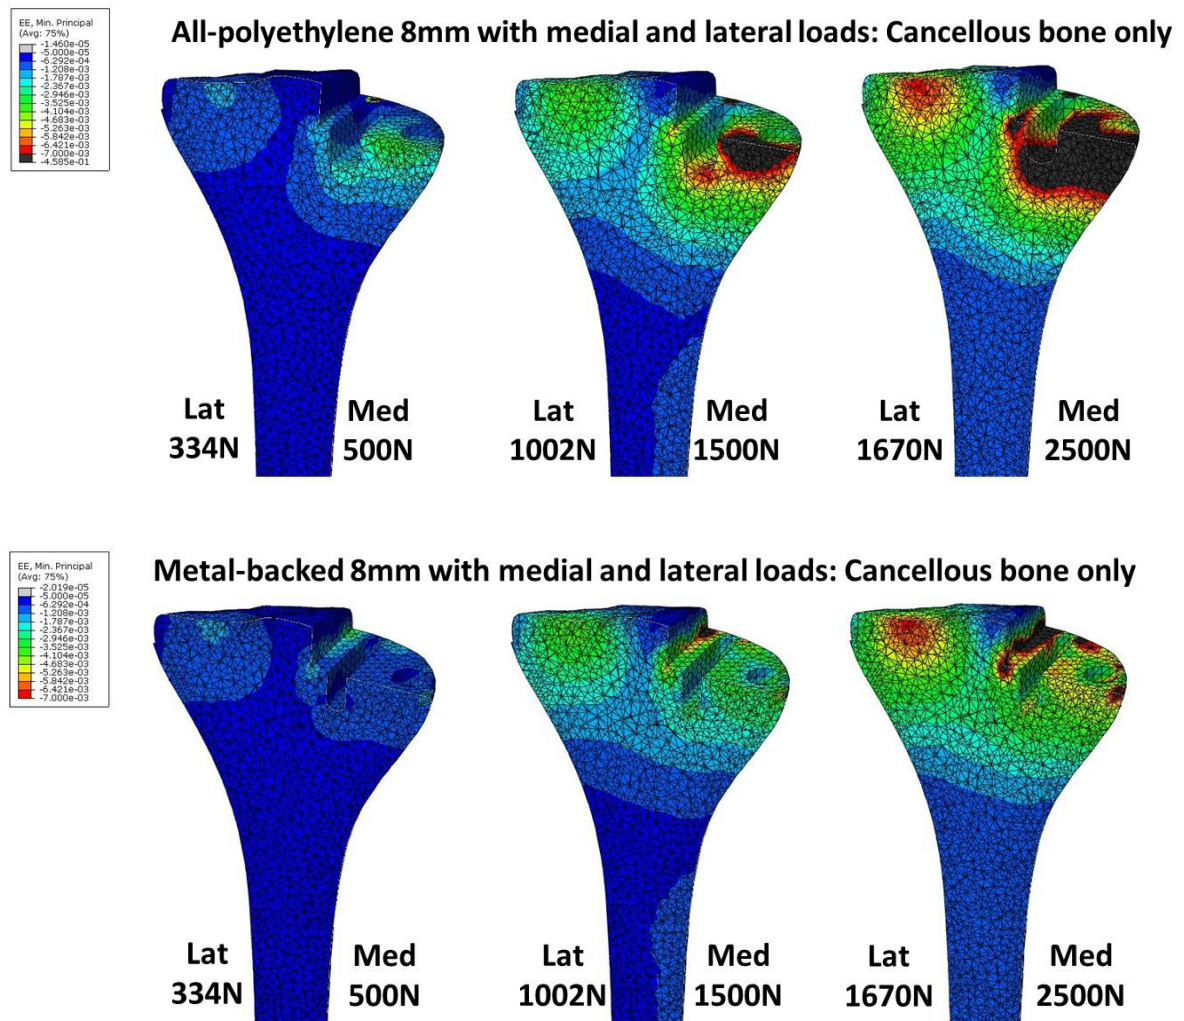 All-polyethylene 8mm with medial and lateral loads: Cancellous bone only
EE, Min. Principal
(Avg: 75%)
-1.460e-05
-5.000e-05
-6.292e-04
-1.208e-03
-1.787e-03
-2.367e-03
-2.946e-03
-3.525e-03
-4.104e-03
-4.683e-03
-5.263e-03
-5.842e-03
-6.421e-03
-7.000e-03
-4.585e-01
Lat Med Lat Med Lat Med
334N 500N 1002N 1500N 1670N 2500N
Metal-backed 8mm with medial and lateral loads: Cancellous bone only
EE, Min. Principal
(Avg: 75%)
-2.019e-05
-5.000e-05
-6.292e-04
-1.208e-03
-1.787e-03
-2.367e-03
-2.946e-03
-3.525e-03
-4.104e-03
-4.683e-03
-5.263e-03
-5.842e-03
-6.421e-03
-7.000e-03
Lat Med Lat Med Lat Med
334N 500N 1002N 1500N 1670N 2500N